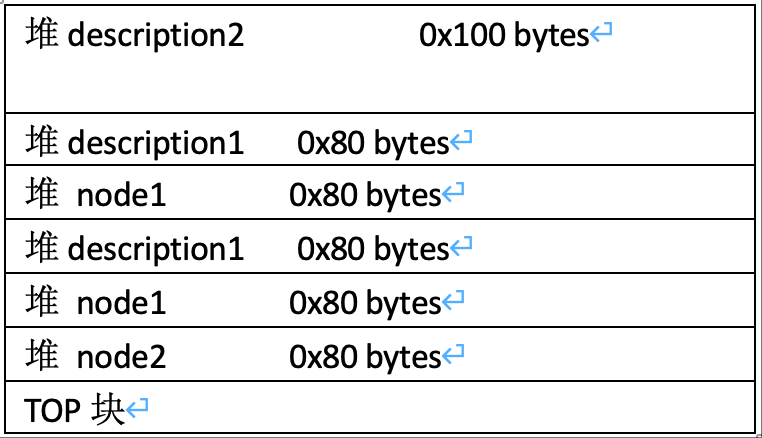 堆 description2 0x100 bytes
堆 description1 0x80 bytes
堆 node1 0x80 bytes
堆 description1 0x80 bytes
堆 node1 0x80 bytes
堆 node2 0x80 bytes
TOP 块